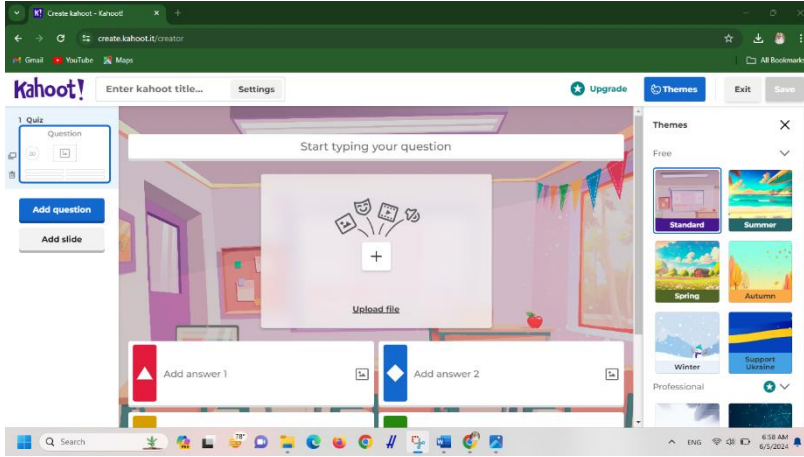 Create kahoot - Kahoot!
create.kahoot.it/creator
Gmail YouTube Maps All Bookmarks
Kahoot! Enter kahoot title... Settings Upgrade Themes Exit Save
1 Quiz
Question
Add question
Add slide
Start typing your question
Upload file
Add answer 1
Add answer 2
Themes
Free
Standard Summer
Spring Autumn
Winter Support Ukraine
Professional
Search 78° ENG 6:58 AM
6/5/2024